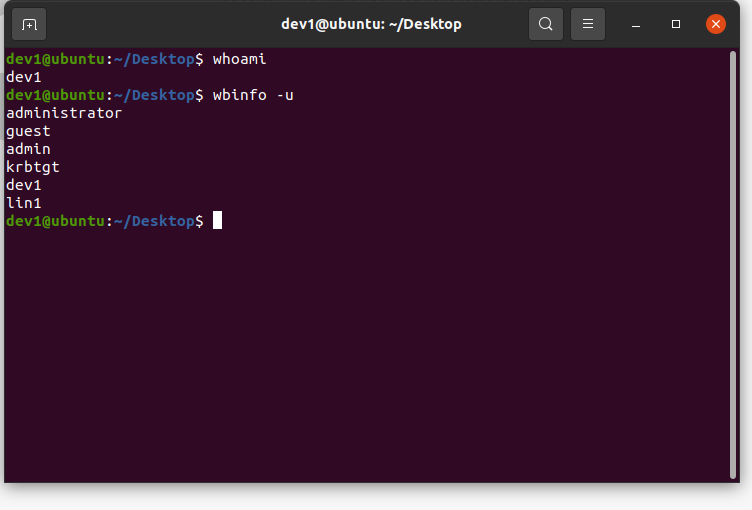 dev1@ubuntu: ~/Desktop
dev1@ubuntu:~/Desktop$ whoami
dev1
dev1@ubuntu:~/Desktop$ wbinfo -u
administrator
guest
admin
krbtgt
dev1
lin1
dev1@ubuntu:~/Desktop$